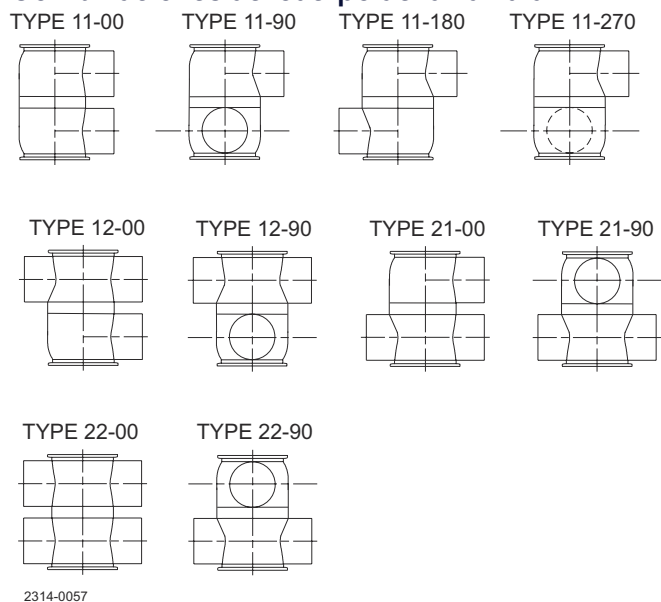 TYPE 11-00 TYPE 11-90 TYPE 11-180 TYPE 11-270
TYPE 12-00 TYPE 12-90 TYPE 21-00 TYPE 21-90
TYPE 22-00 TYPE 22-90
2314-0057